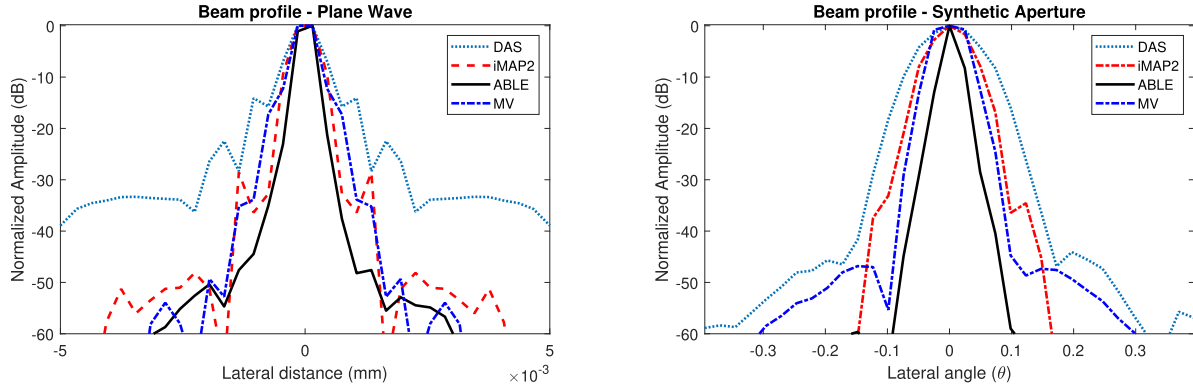 Beam profile - Plane Wave
0
-10
-20
-30
-40
-50
-60
Normalized Amplitude (dB)
DAS
iMAP2
ABLE
MV
-5
0
5
×10-3
Lateral distance (mm)
Beam profile - Synthetic Aperture
0
-10
-20
-30
-40
-50
-60
Normalized Amplitude (dB)
DAS
iMAP2
ABLE
MV
-0.3
-0.2
-0.1
0
0.1
0.2
0.3
Lateral angle (θ)